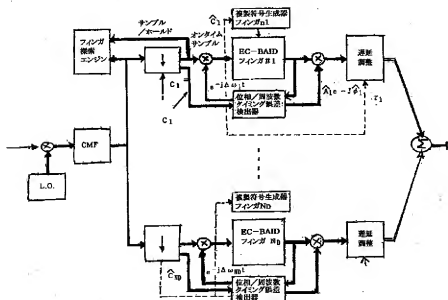 サンプル
/ホールド
オンタイム
サンプル
複製符号生成器
フィンガ#1
フィンガ
探索
エンジン
EC-BAID
フィンガ#1
遅延
調整
位相/周波数
タイミング誤差
検出器
C1
C1
L.O.
CMF
Σ
複製符号生成器
フィンガND
EC-BAID
フィンガ ND
遅延
調整
位相/周波数
タイミング誤差
検出器